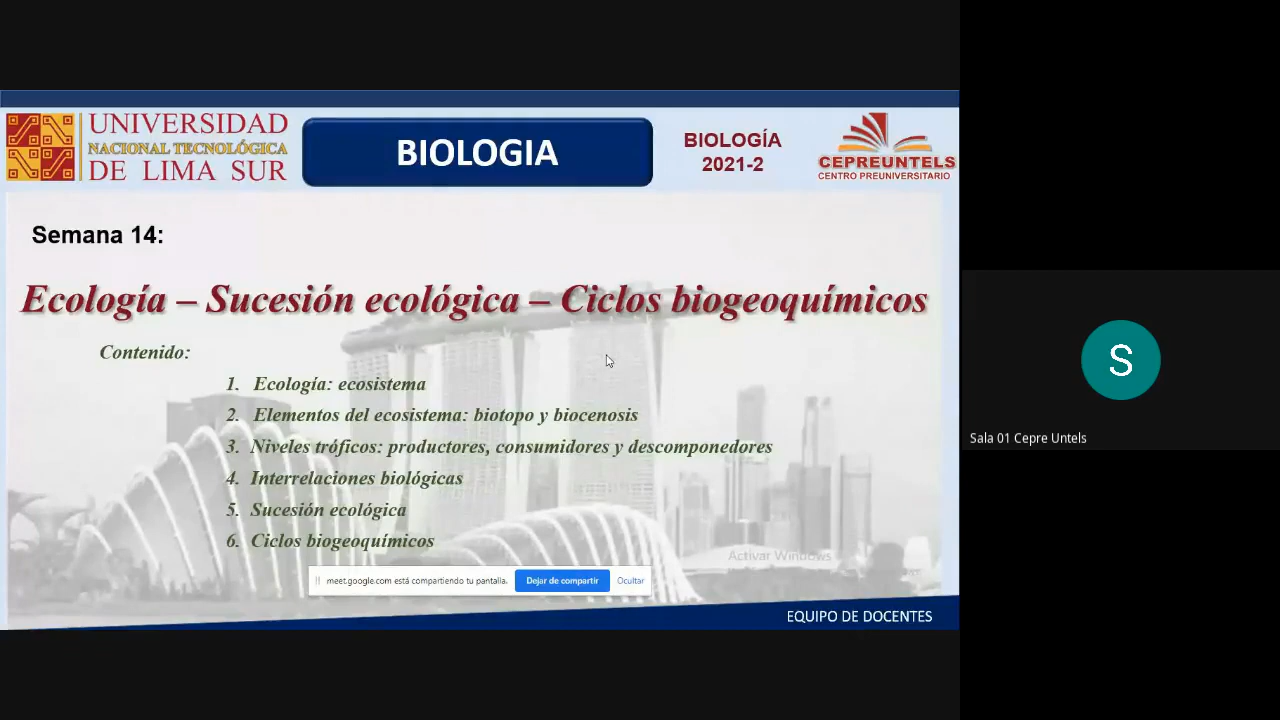 UNIVERSIDAD
NACIONAL TECNOLÓGICA
DE LIMA SUR
BIOLOGIA
BIOLOGÍA
2021-2
CEPREUNTELS
CENTRO PREUNIVERSITARIO
Semana 14:
Ecología – Sucesión ecológica – Ciclos biogeoquímicos
Contenido:
1. Ecología: ecosistema
2. Elementos del ecosistema: biotopo y biocenosis
3. Niveles tróficos: productores, consumidores y descomponedores
4. Interrelaciones biológicas
5. Sucesión ecológica
6. Ciclos biogeoquímicos
Activar Windows
meet.google.com está compartiendo tu pantalla.
Dejar de compartir
Ocultar
EQUIPO DE DOCENTES
S
Sala 01 Cepre Untels